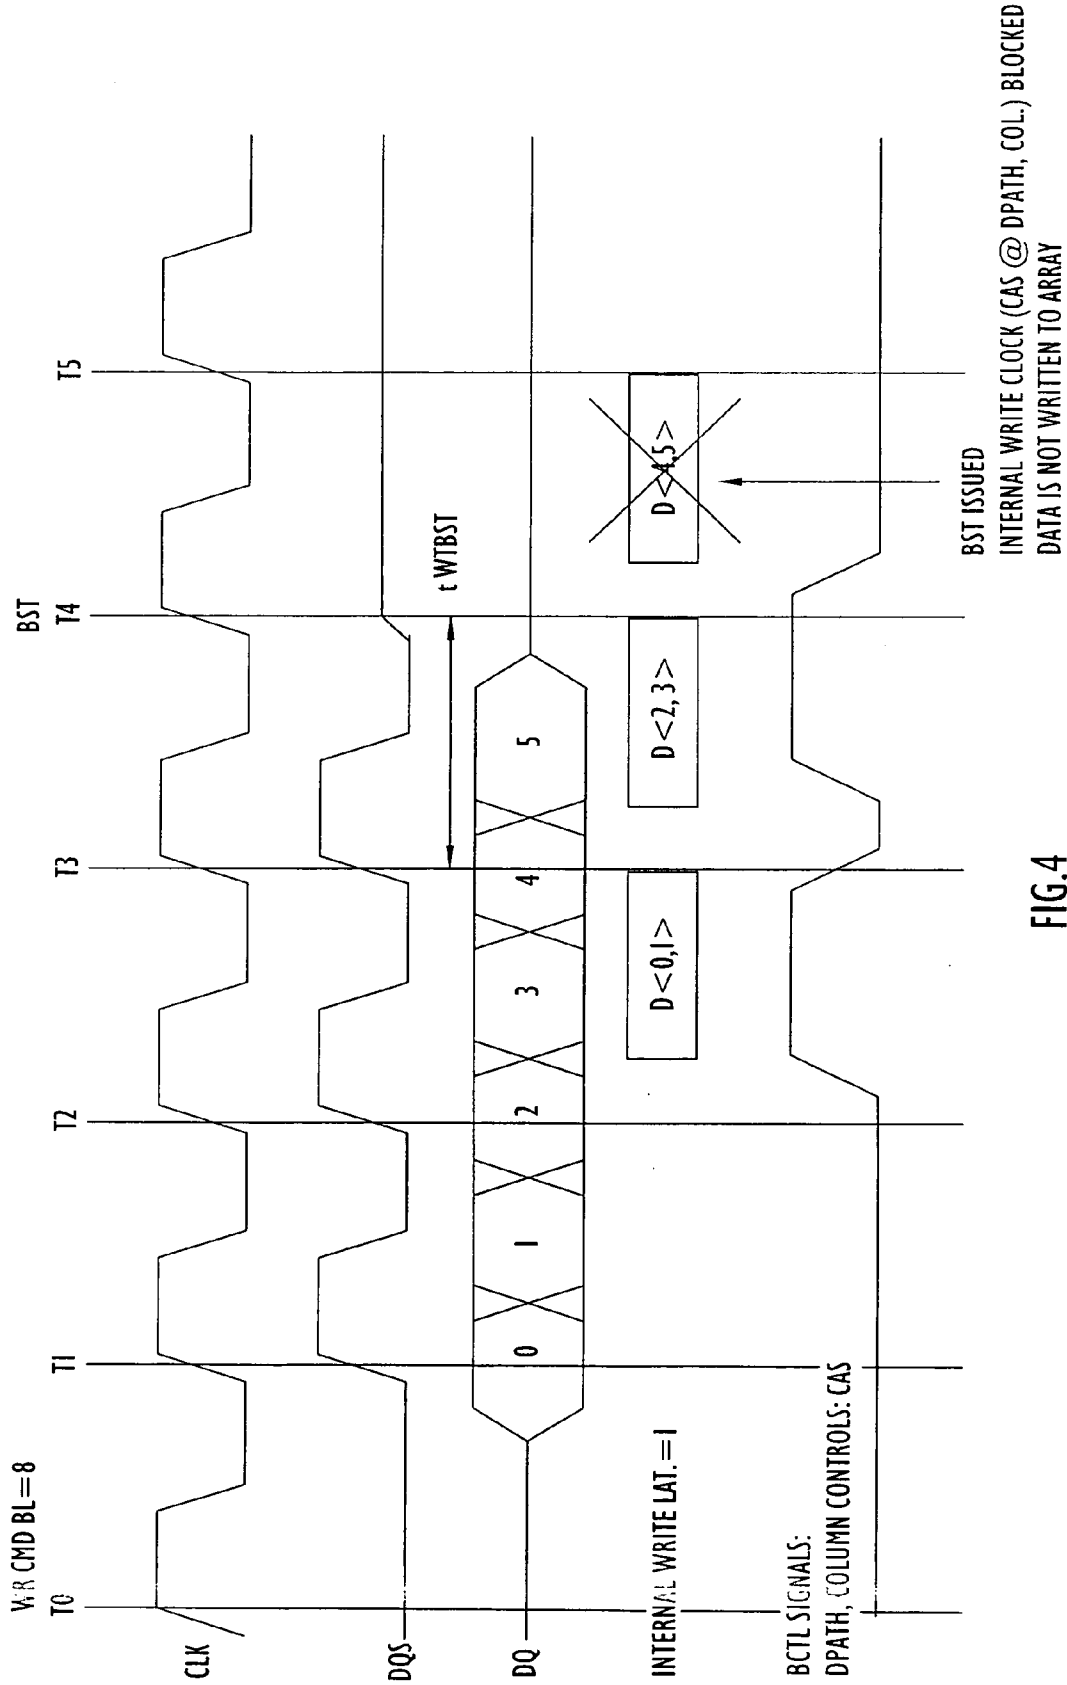 WR CMD BL=8
BST
T0
T1
T2
T3
T4
T5
CLK
DQS
t WTBST
DQ
0
1
2
3
4
5
INTERNAL WRITE LAT.=1
D<0,1>
D<2,3>
D<4,5>
BCTL SIGNALS:
DPATH, COLUMN CONTROLS: CAS
BST ISSUED
INTERNAL WRITE CLOCK (CAS @ DPATH, COL.) BLOCKED
DATA IS NOT WRITTEN TO ARRAY
FIG.4